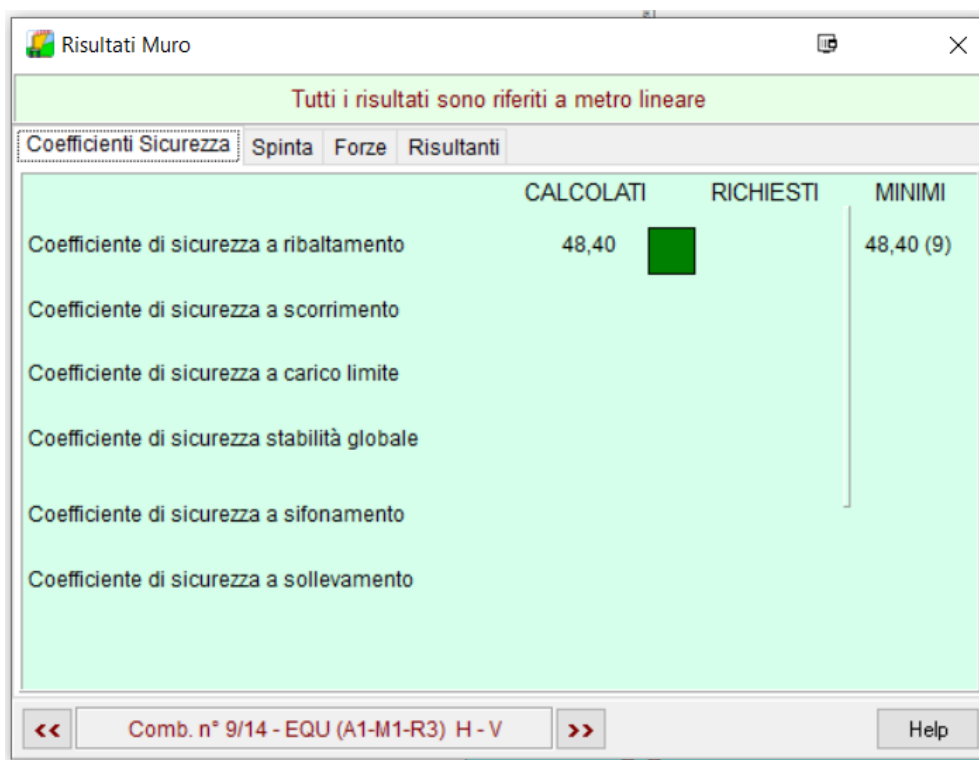 Risultati Muro
Tutti i risultati sono riferiti a metro lineare
Coefficienti Sicurezza Spinta Forze Risultanti
CALCOLATI RICHIESTI MINIMI
Coefficiente di sicurezza a ribaltamento 48,40 48,40 (9)
Coefficiente di sicurezza a scorrimento
Coefficiente di sicurezza a carico limite
Coefficiente di sicurezza stabilità globale
Coefficiente di sicurezza a sifonamento
Coefficiente di sicurezza a sollevamento
<< Comb. n° 9/14 - EQU (A1-M1-R3) H - V >> Help